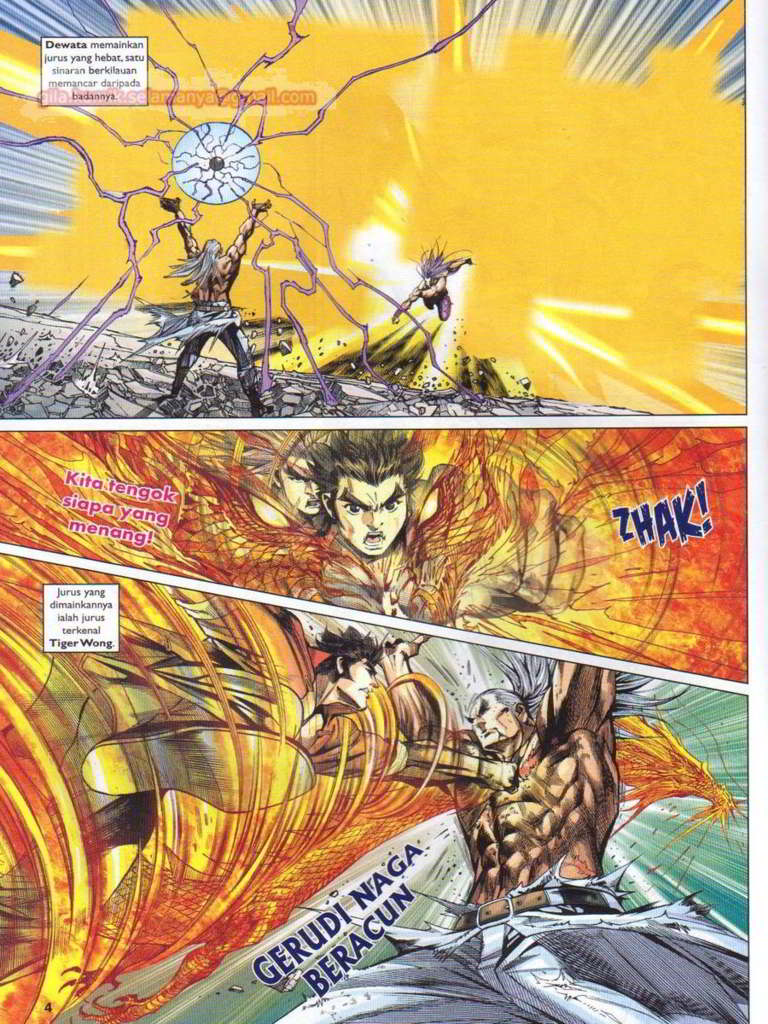 Dewata memainkan
jurus yang hebat, satu
sinaran berkilauan
memancar daripada
badannya.
Kita tengok
siapa yang
menang!
ZHAK!
Jurus yang
dimainkannya
ialah jurus
terkenal
Tiger Wong.
GERUDI NAGA
BERACUN
4